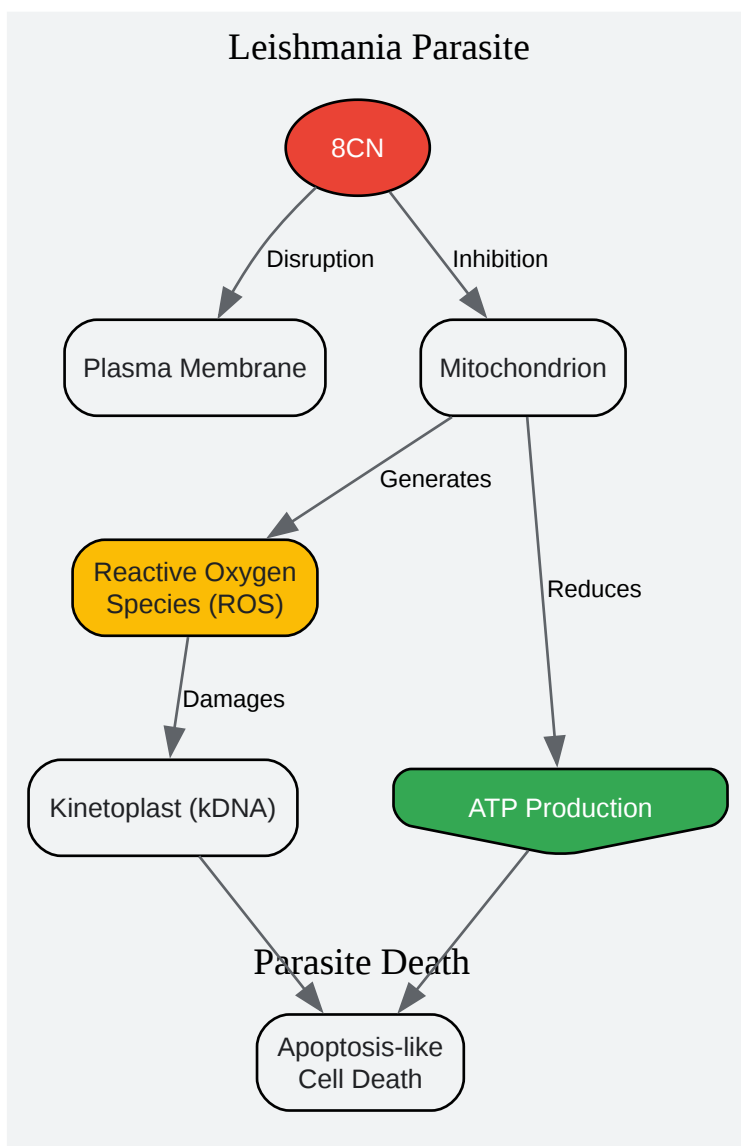 Leishmania Parasite
8CN
Disruption
Inhibition
Plasma Membrane
Mitochondrion
Generates
Reactive Oxygen
Species (ROS)
Reduces
Damages
Kinetoplast (kDNA)
ATP Production
Parasite Death
Apoptosis-like
Cell Death